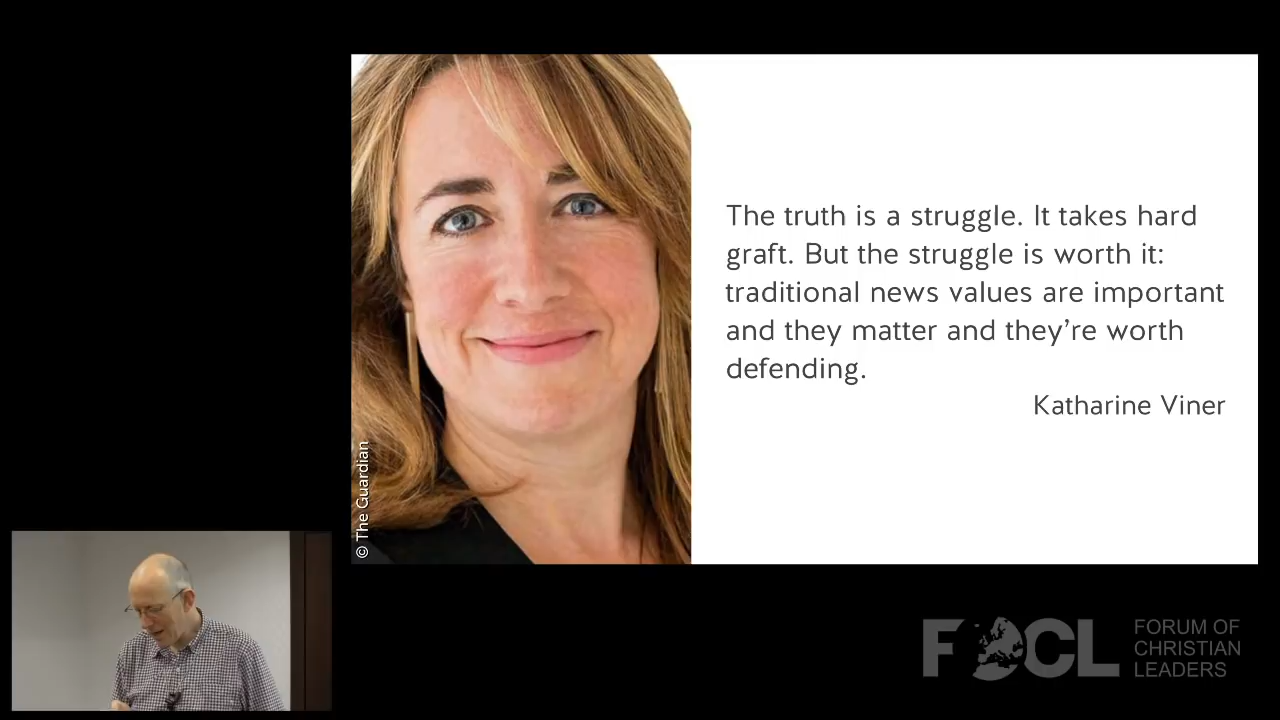 The truth is a struggle. It takes hard
graft. But the struggle is worth it:
traditional news values are important
and they matter and they’re worth
defending.
Katharine Viner
© The Guardian
FOCL
FORUM OF
CHRISTIAN
LEADERS